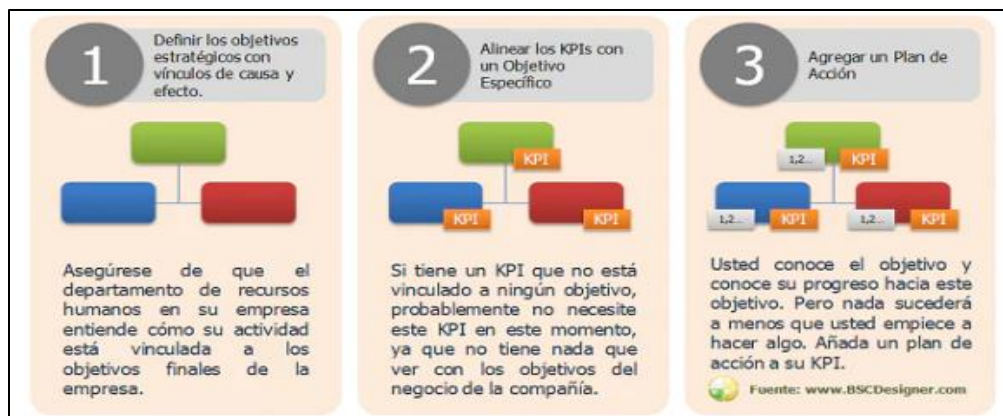 1
Definir los objetivos
estratégicos con
vínculos de causa y
efecto.
Asegúrese de que el
departamento de recursos
humanos en su empresa
entiende cómo su actividad
está vinculada a los
objetivos finales de la
empresa.
2
Alinear los KPIs con
un Objetivo
Específico
KPI
KPI
KPI
Si tiene un KPI que no está
vinculado a ningún objetivo,
probablemente no necesite
este KPI en este momento,
ya que no tiene nada que
ver con los objetivos del
negocio de la compañía.
3
Agregar un Plan de
Acción
1,2... KPI
1,2... KPI 1,2... KPI
Usted conoce el objetivo y
conoce su progreso hacia este
objetivo. Pero nada sucederá
a menos que usted empiece a
hacer algo. Añada un plan de
acción a su KPI.
Fuente: www.BSCDesigner.com